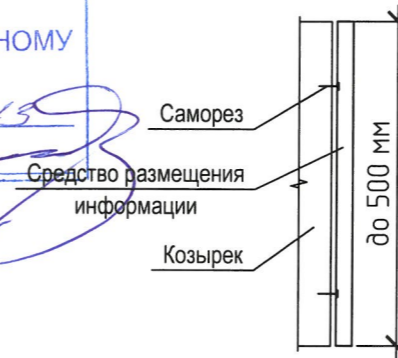 НОМУ
Саморез
Средство размещения
информации
Козырек
до 500 мм